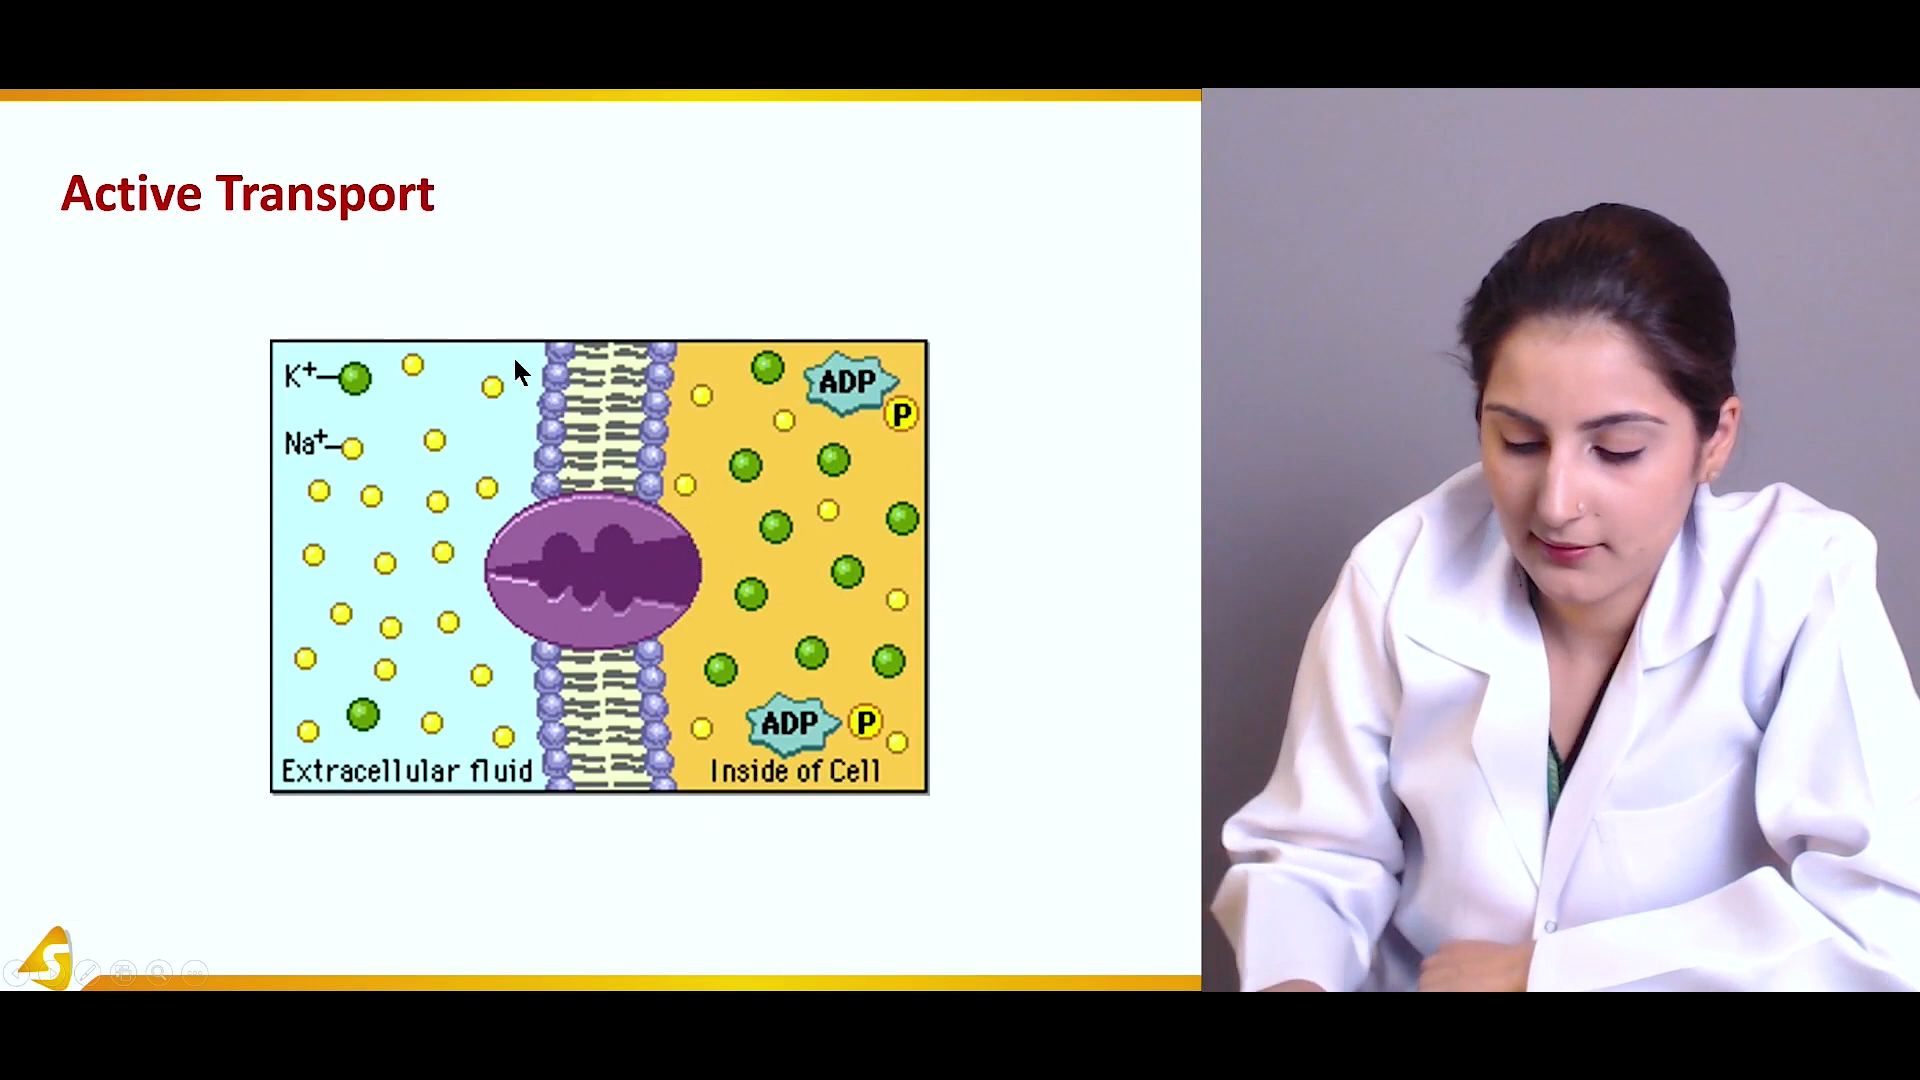 Active Transport
K+
Na+
ADP
P
ADP
P
Extracellular fluid
Inside of Cell
S